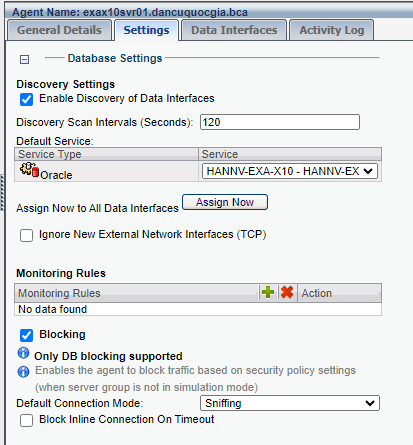 Agent Name: exax10svr01.dancuquocgia.bca
General Details Settings Data Interfaces Activity Log
Database Settings
Discovery Settings
Enable Discovery of Data Interfaces
Discovery Scan Intervals (Seconds): 120
Default Service:
Service Type Service
Oracle HANNV-EXA-X10 - HANNV-EX
Assign Now to All Data Interfaces Assign Now
Ignore New External Network Interfaces (TCP)
Monitoring Rules
Monitoring Rules Action
No data found
Blocking
Only DB blocking supported
Enables the agent to block traffic based on security policy settings
(when server group is not in simulation mode)
Default Connection Mode: Sniffing
Block Inline Connection On Timeout